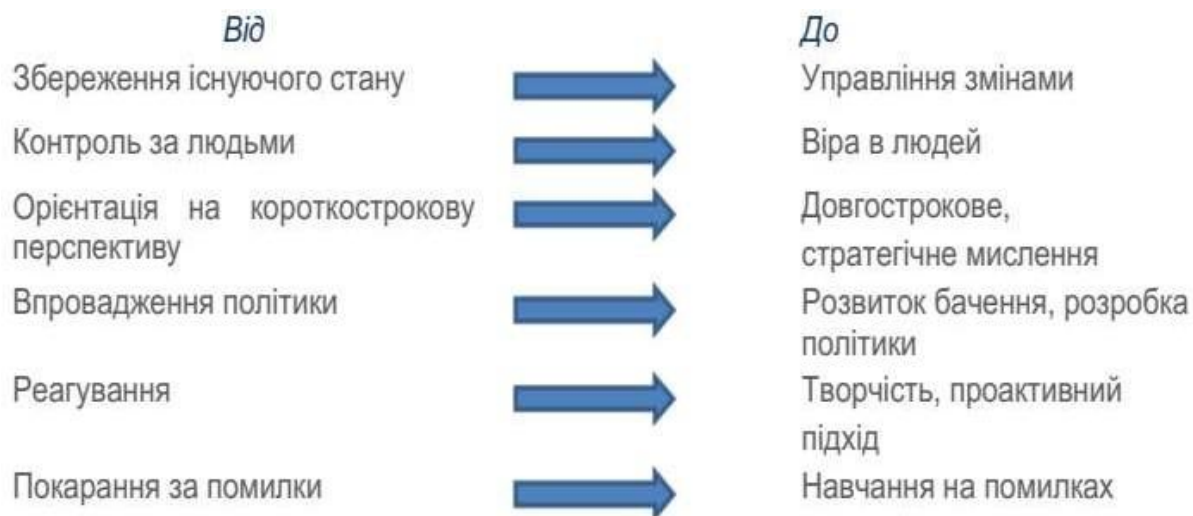 Від До
Збереження існуючого стану Управління змінами
Контроль за людьми Віра в людей
Орієнтація на короткострокову Довгострокове,
перспективу стратегічне мислення
Впровадження політики Розвиток бачення, розробка
політики
Реагування Творчість, проактивний
підхід
Покарання за помилки Навчання на помилках